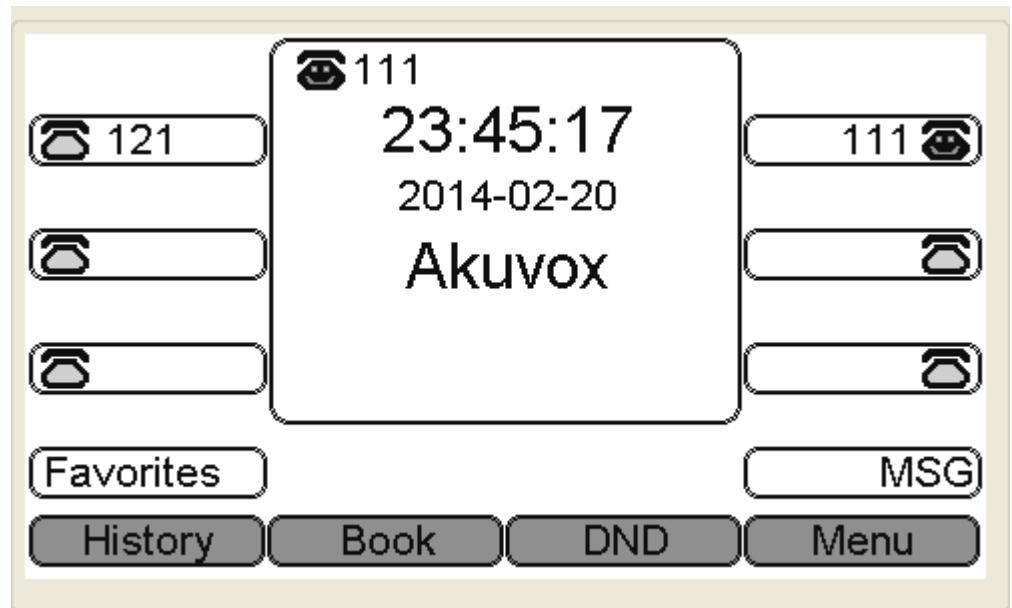 111
23:45:17
121
111
2014-02-20
Akuvox
Favorites
MSG
History
Book
DND
Menu